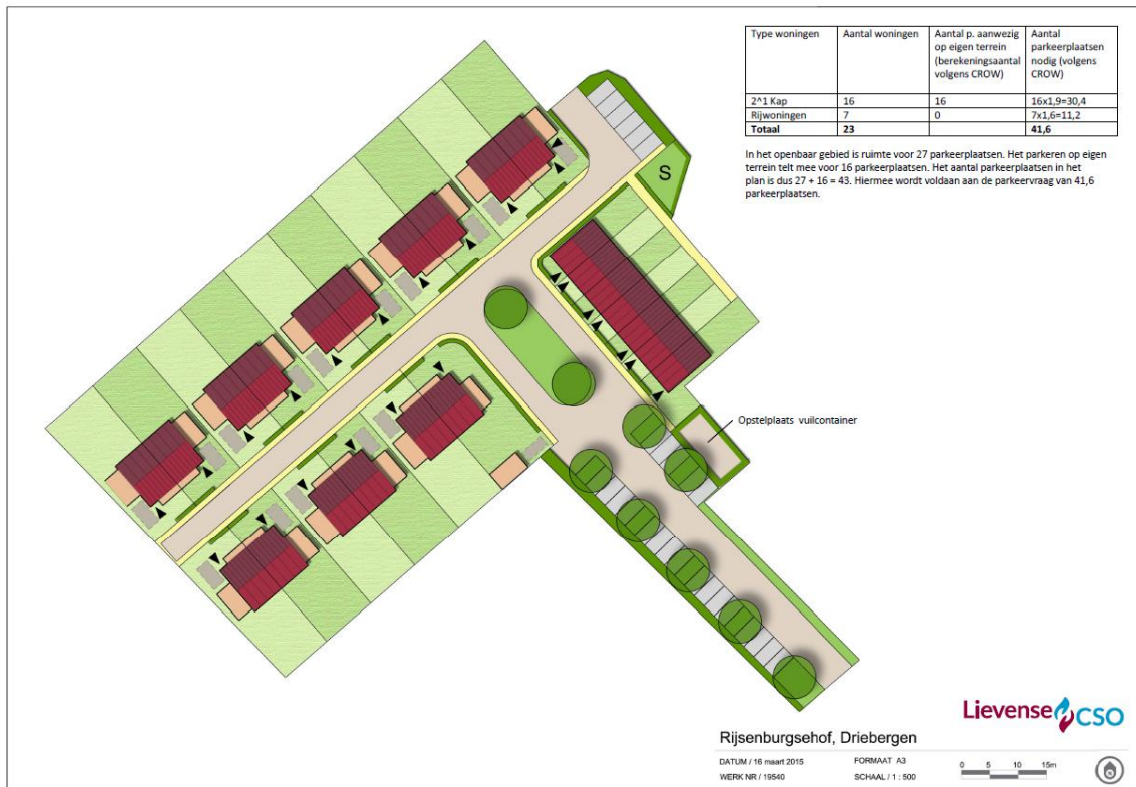 Type woningen Aantal woningen Aantal p. aanwezig op eigen terrein (berekeningsaantal volgens CROW) Aantal parkeerplaatsen nodig (volgens CROW)
2^1 Kap 16 16 16x1,9=30,4
Rijwoningen 7 0 7x1,6=11,2
Totaal 23 41,6
In het openbaar gebied is ruimte voor 27 parkeerplaatsen. Het parkeren op eigen
terrein telt mee voor 16 parkeerplaatsen. Het aantal parkeerplaatsen in het
plan is dus 27 + 16 = 43. Hiermee wordt voldaan aan de parkeervraag van 41,6
parkeerplaatsen.
S
Opstelplaats vuilcontainer
Lievense CSO
Rijsenburgsehof, Driebergen
DATUM / 16 maart 2015 FORMAAT A3
WERK NR / 19540 SCHAAL / 1 : 500
0 5 10 15m